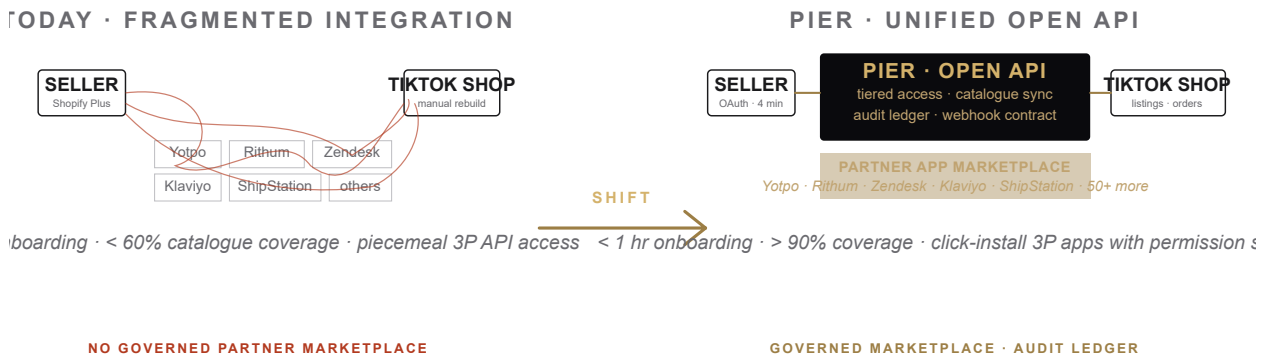 TODAY · FRAGMENTED INTEGRATION
SELLER
Shopify Plus
TIKTOK SHOP
manual rebuild
Yotpo
Rithum
Zendesk
Klaviyo
ShipStation
others
boarding · < 60% catalogue coverage · piecemeal 3P API access
NO GOVERNED PARTNER MARKETPLACE
SHIFT
PIER · UNIFIED OPEN API
SELLER
OAuth · 4 min
PIER · OPEN API
tiered access · catalogue sync
audit ledger · webhook contract
TIKTOK SHOP
listings · orders
PARTNER APP MARKETPLACE
Yotpo · Rithum · Zendesk · Klaviyo · ShipStation · 50+ more
< 1 hr onboarding · > 90% coverage · click-install 3P apps with permission
GOVERNED MARKETPLACE · AUDIT LEDGER